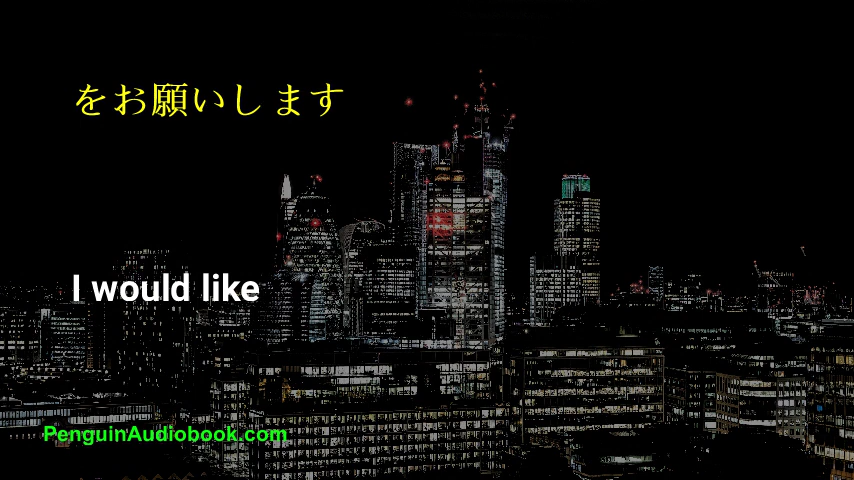 をお願いします
I would like
PenguinAudiobook.com